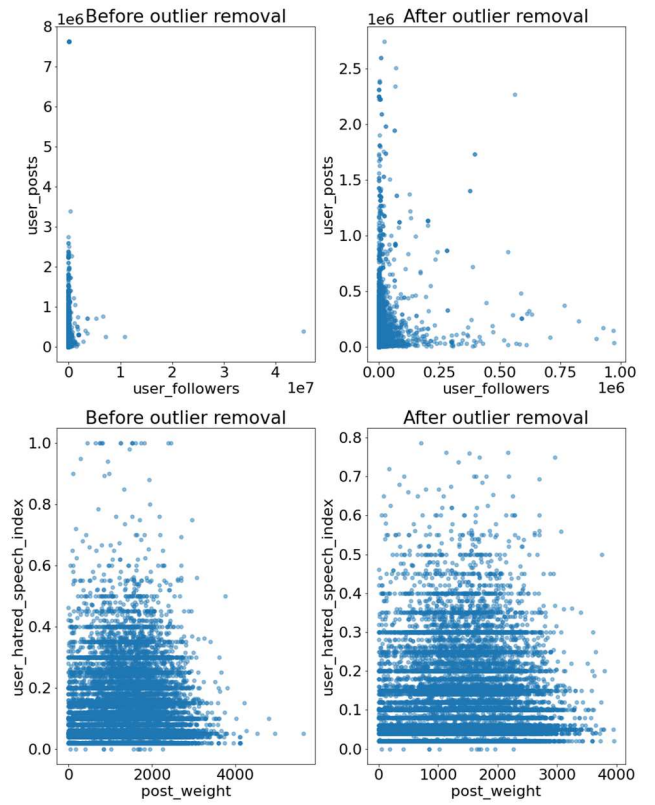 Before outlier removal
1e6
8
7
6
5
4
3
2
1
0
user_posts
0 1 2 3 4
user_followers
1e7
After outlier removal
1e6
2.5
2.0
1.5
1.0
0.5
0.0
user_posts
0.00 0.25 0.50 0.75 1.00
user_followers
1e6
Before outlier removal
1.0
0.8
0.6
0.4
0.2
0.0
user_hatred_speech_index
0 2000 4000
post_weight
After outlier removal
0.8
0.7
0.6
0.5
0.4
0.3
0.2
0.1
0.0
user_hatred_speech_index
0 1000 2000 3000 4000
post_weight